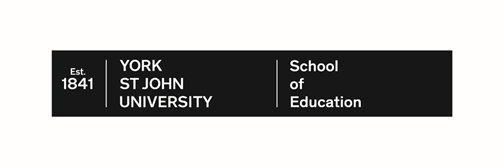 Est.
1841
YORK
ST JOHN
UNIVERSITY
School
of
Education